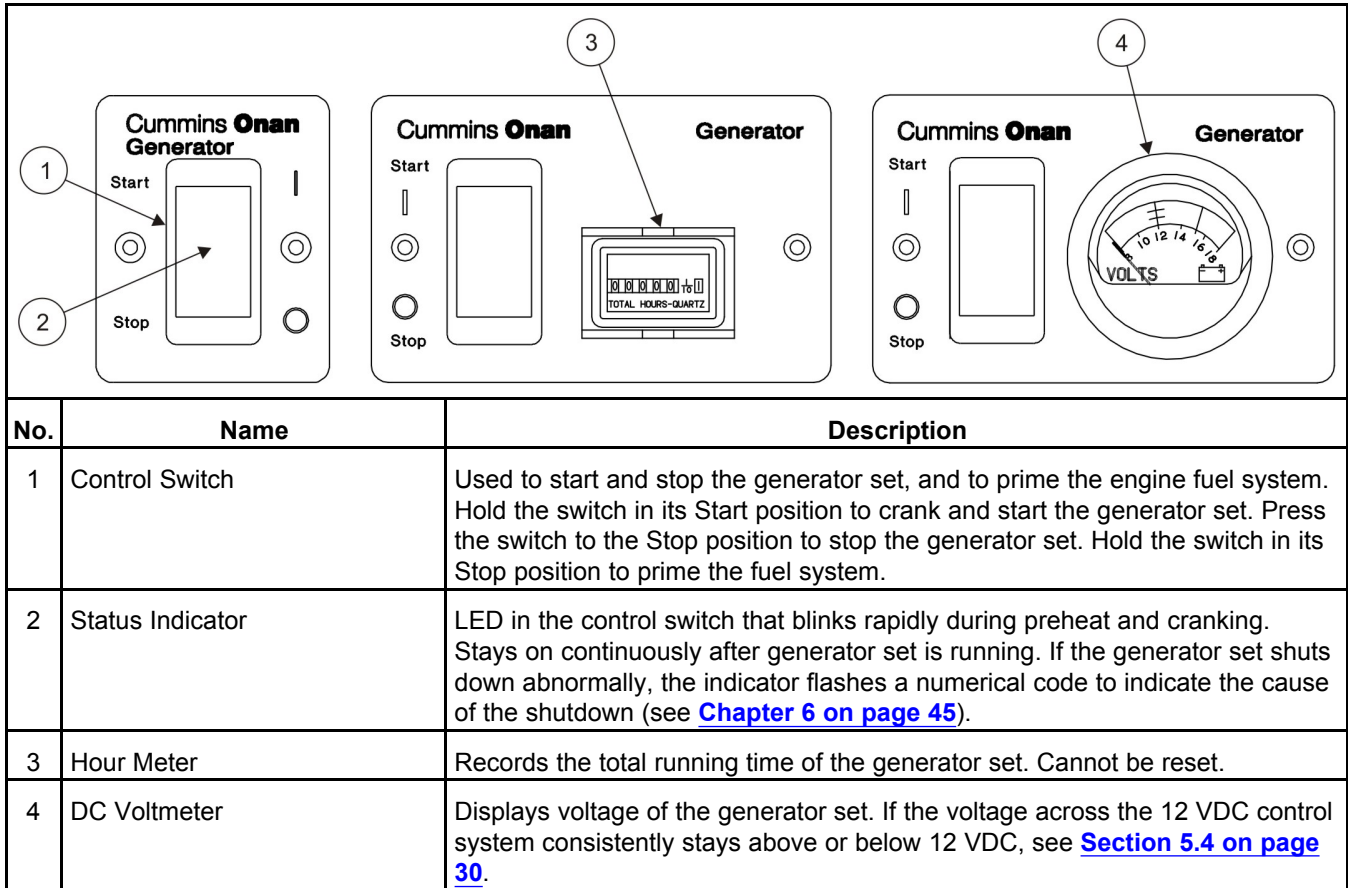 3
4
Cummins Onan
Generator
1
Start
2
Stop
Cummins Onan Generator
Start
Stop
0 0 0 0 0 1/10 1
TOTAL HOURS-QUARTZ
Cummins Onan Generator
Start
Stop
8 10 12 14 16 18
VOLTS
- +
No. Name Description
1 Control Switch Used to start and stop the generator set, and to prime the engine fuel system.
Hold the switch in its Start position to crank and start the generator set. Press
the switch to the Stop position to stop the generator set. Hold the switch in its
Stop position to prime the fuel system.
2 Status Indicator LED in the control switch that blinks rapidly during preheat and cranking.
Stays on continuously after generator set is running. If the generator set shuts
down abnormally, the indicator flashes a numerical code to indicate the cause
of the shutdown (see Chapter 6 on page 45).
3 Hour Meter Records the total running time of the generator set. Cannot be reset.
4 DC Voltmeter Displays voltage of the generator set. If the voltage across the 12 VDC control
system consistently stays above or below 12 VDC, see Section 5.4 on page
30.